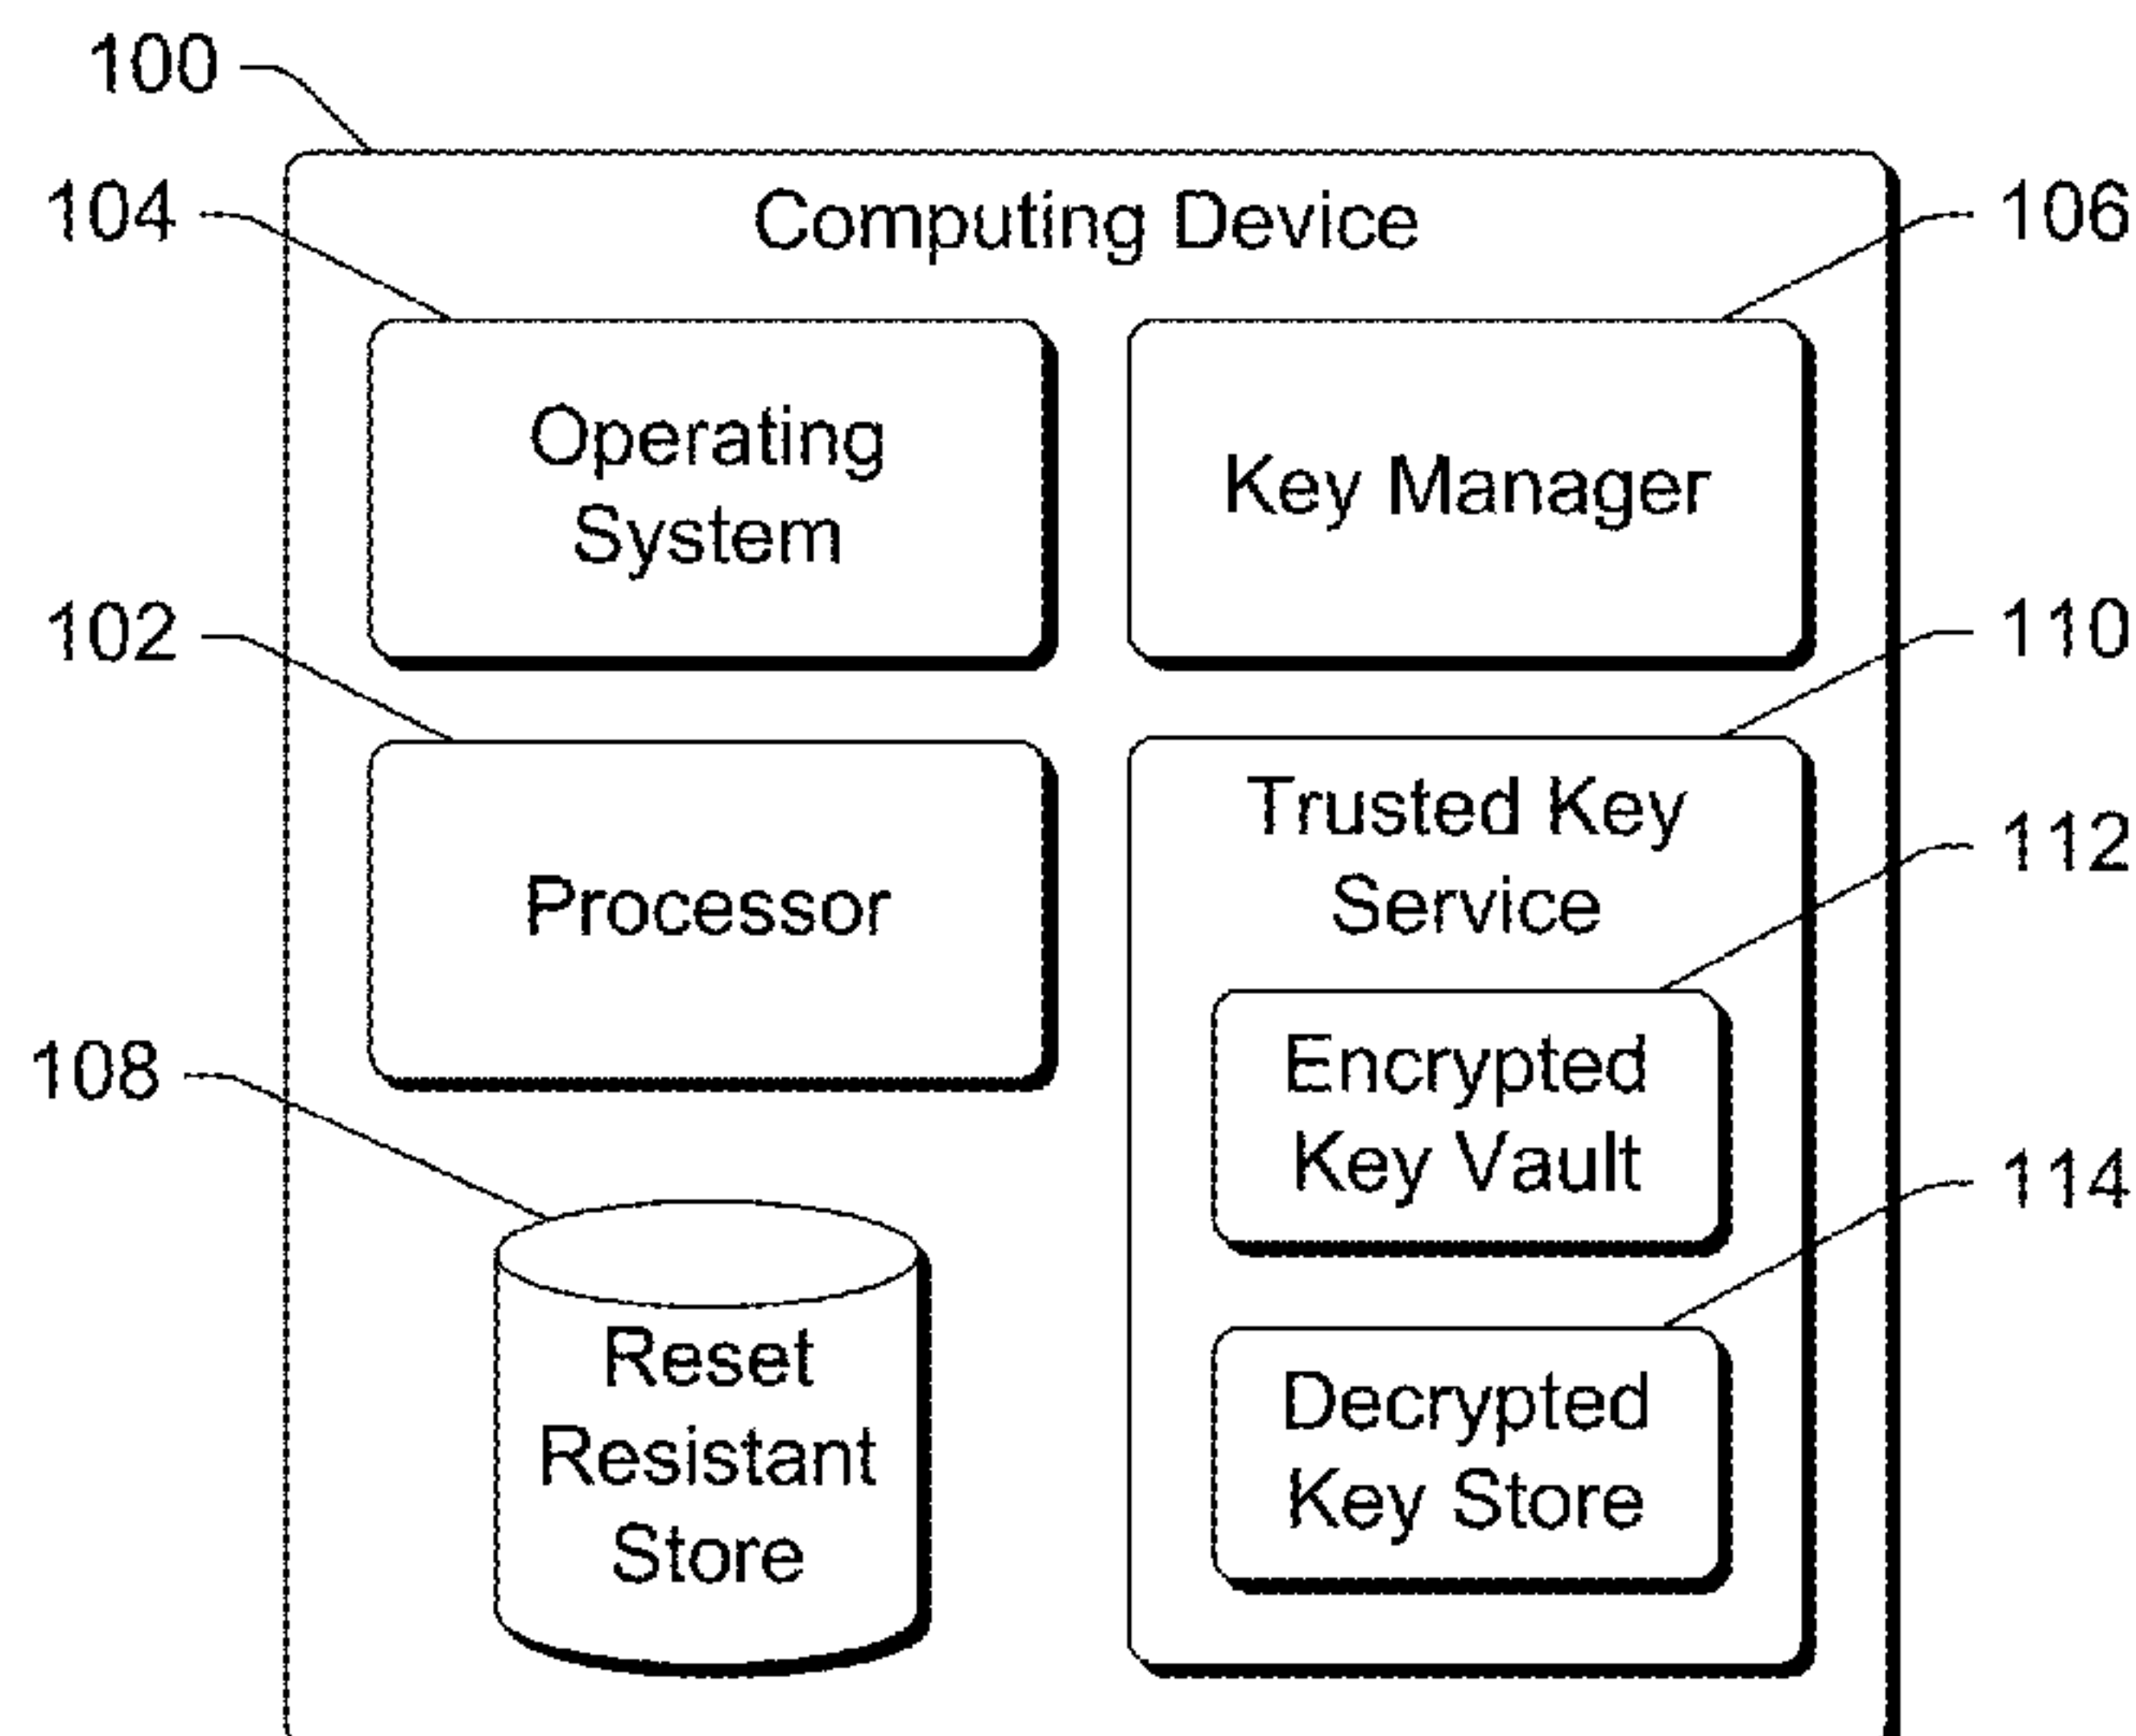 100
Computing Device
104
106
Operating
System
Key Manager
102
110
Processor
Trusted Key
Service
112
Encrypted
Key Vault
108
114
Reset
Resistant
Store
Decrypted
Key Store